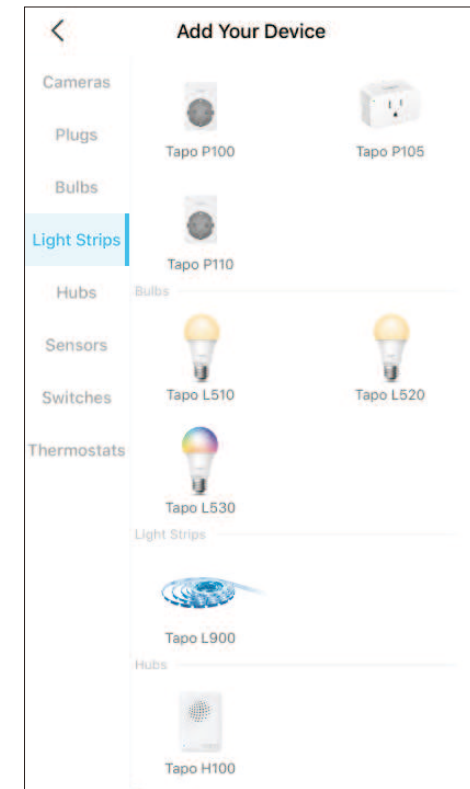 Add Your Device
Cameras
Plugs
Bulbs
Light Strips
Hubs
Sensors
Switches
Thermostats
Tapo P100
Tapo P105
Tapo P110
Bulbs
Tapo L510
Tapo L520
Tapo L530
Light Strips
Tapo L900
Hubs
Tapo H100